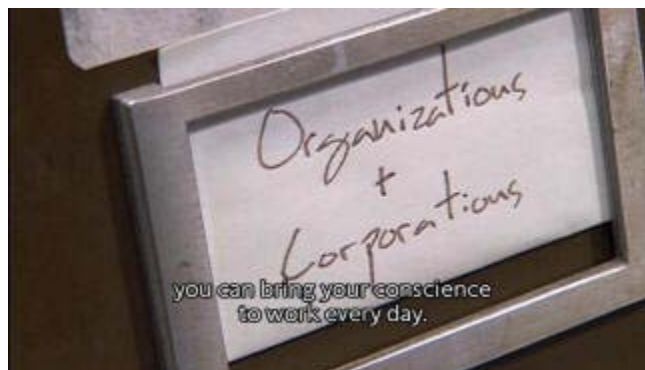 Organizations
+
Corporations
you can bring your conscience
to work every day.